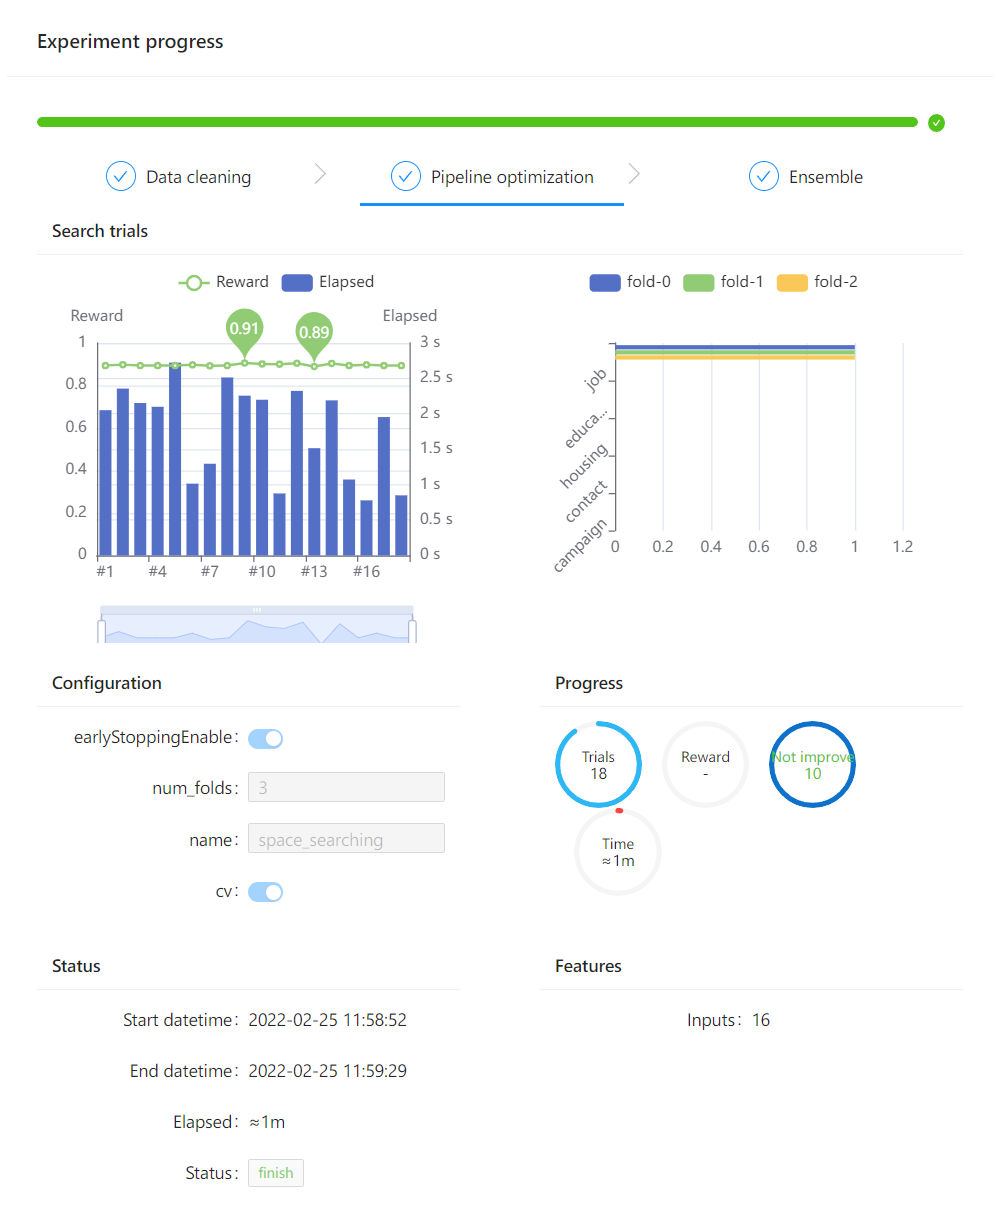 Experiment progress
Data cleaning
Pipeline optimization
Ensemble
Search trials
Reward Elapsed
Reward Elapsed
1
0.8
0.6
0.4
0.2
0
0.91
0.89
3 s
2.5 s
2 s
1.5 s
1 s
0.5 s
0 s
#1 #4 #7 #10 #13 #16
fold-0 fold-1 fold-2
job
educa...
housing
contact
campaign
0 0.2 0.4 0.6 0.8 1 1.2
Configuration
earlyStoppingEnable:
num_folds: 3
name: space_searching
cv:
Progress
Trials
18
Reward
-
Not improve
10
Time
≈1m
Status
Start datetime: 2022-02-25 11:58:52
End datetime: 2022-02-25 11:59:29
Elapsed: ≈1m
Status: finish
Features
Inputs: 16